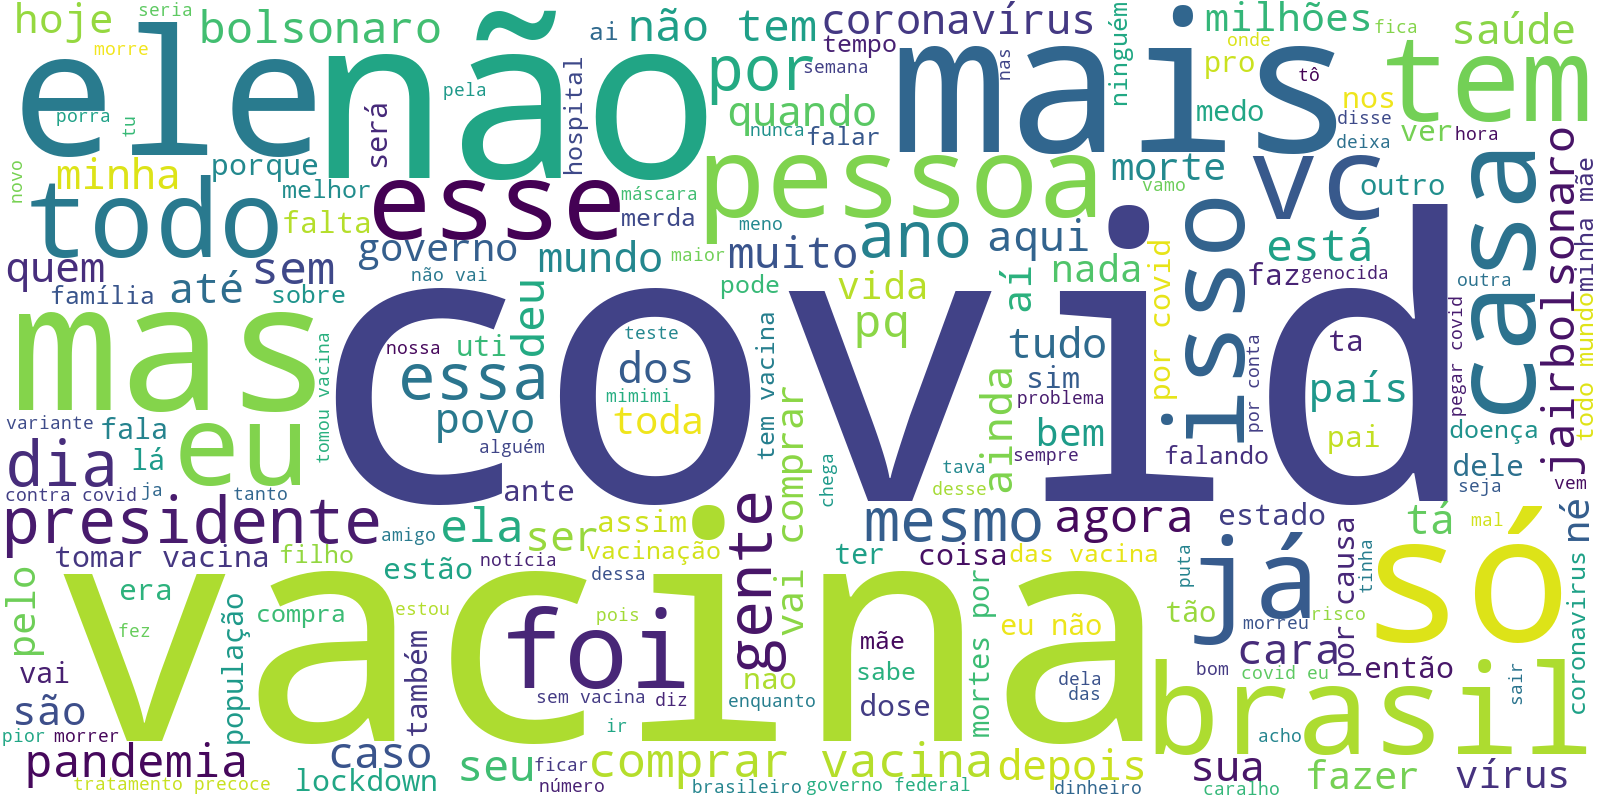 hoje
seria
morre
bolsonaro
ai
não tem
coronavírus
tempo
semana
ninguém
milhões
fica
onde
saúde
ele
não
mais
tem
porra
tu
pela
hospital
será
por
nas
pro
tô
nos
quando
nunca
falar
medo
disse
deixa
ver
hora
novo
minha
porque
melhor
falta
esse
máscara
merda
pessoa
morte
vamo
vc
outro
casa
jairbolsonaro
minha mãe
todo
governo
não vai
mundo
maior
meno
muito
ano
aqui
nada
isso
está
faz
genocida
outra
quem
família
até
sobre
sem
pode
vida
aí
por covid
todo mundo
mas
tomou vacina
covid
deu
teste
nossa
uti
essa
dos
mimimi
toda
povo
alguém
tem vacina
pq
tudo
sim
problema
ainda
bem
sempre
por conta
ta
país
pai
pegar covid
doença
variante
fala
lá
eu
dia
contra covid
ja
tanto
ante
vai comprar
chega
tava
desse
falando
dele
seja
vem
presidente
amigo
ela
ser
assim
vacinação
gente
mesmo
agora
estado
tá
mal
né
tomar vacina
filho
estão
notícia
dessa
ter
coisa
das vacina
puta
já
por causa
tinha
só
coronavirus
pelo
era
fez
população
compra
estou
vacina
também
foi
pois
nao
sem vacina
diz
ir
enquanto
mãe
sabe
dose
mortes por
eu não
dela
das
tão
morreu
risco
cara
bom
covid eu
então
sair
vai
são
pior
morrer
brasil
acho
pandemia
tratamento precoce
caso
lockdown
seu
ficar
número
comprar vacina
brasileiro
governo federal
depois
dinheiro
sua
caralho
fazer
vírus